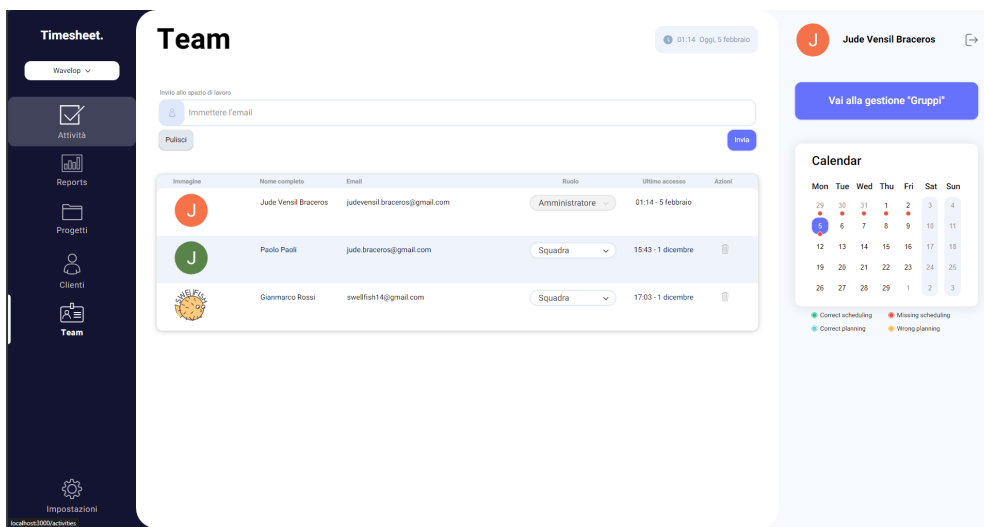 Timesheet.
Wavelop
Attività
Reports
Progetti
Clienti
Team
Impostazioni
localhost:3000/activities
Team
01:14 Oggi, 5 febbraio
Invito allo spazio di lavoro
Immettere l'email
Pulisci
Invia
Immagine Nome completo Email Ruolo Ultimo accesso Azioni
J Jude Vensil Braceros judevensil.braceros@gmail.com Amministratore 01:14 - 5 febbraio
J Paolo Paoli jude.braceros@gmail.com Squadra 15:43 - 1 dicembre
SWELLFISH Gianmarco Rossi swellfish14@gmail.com Squadra 17:03 - 1 dicembre
J Jude Vensil Braceros
Vai alla gestione "Gruppi"
Calendar
Mon Tue Wed Thu Fri Sat Sun
29 30 31 1 2 3 4
5 6 7 8 9 10 11
12 13 14 15 16 17 18
19 20 21 22 23 24 25
26 27 28 29 1 2 3
Correct scheduling Missing scheduling
Correct planning Wrong planning